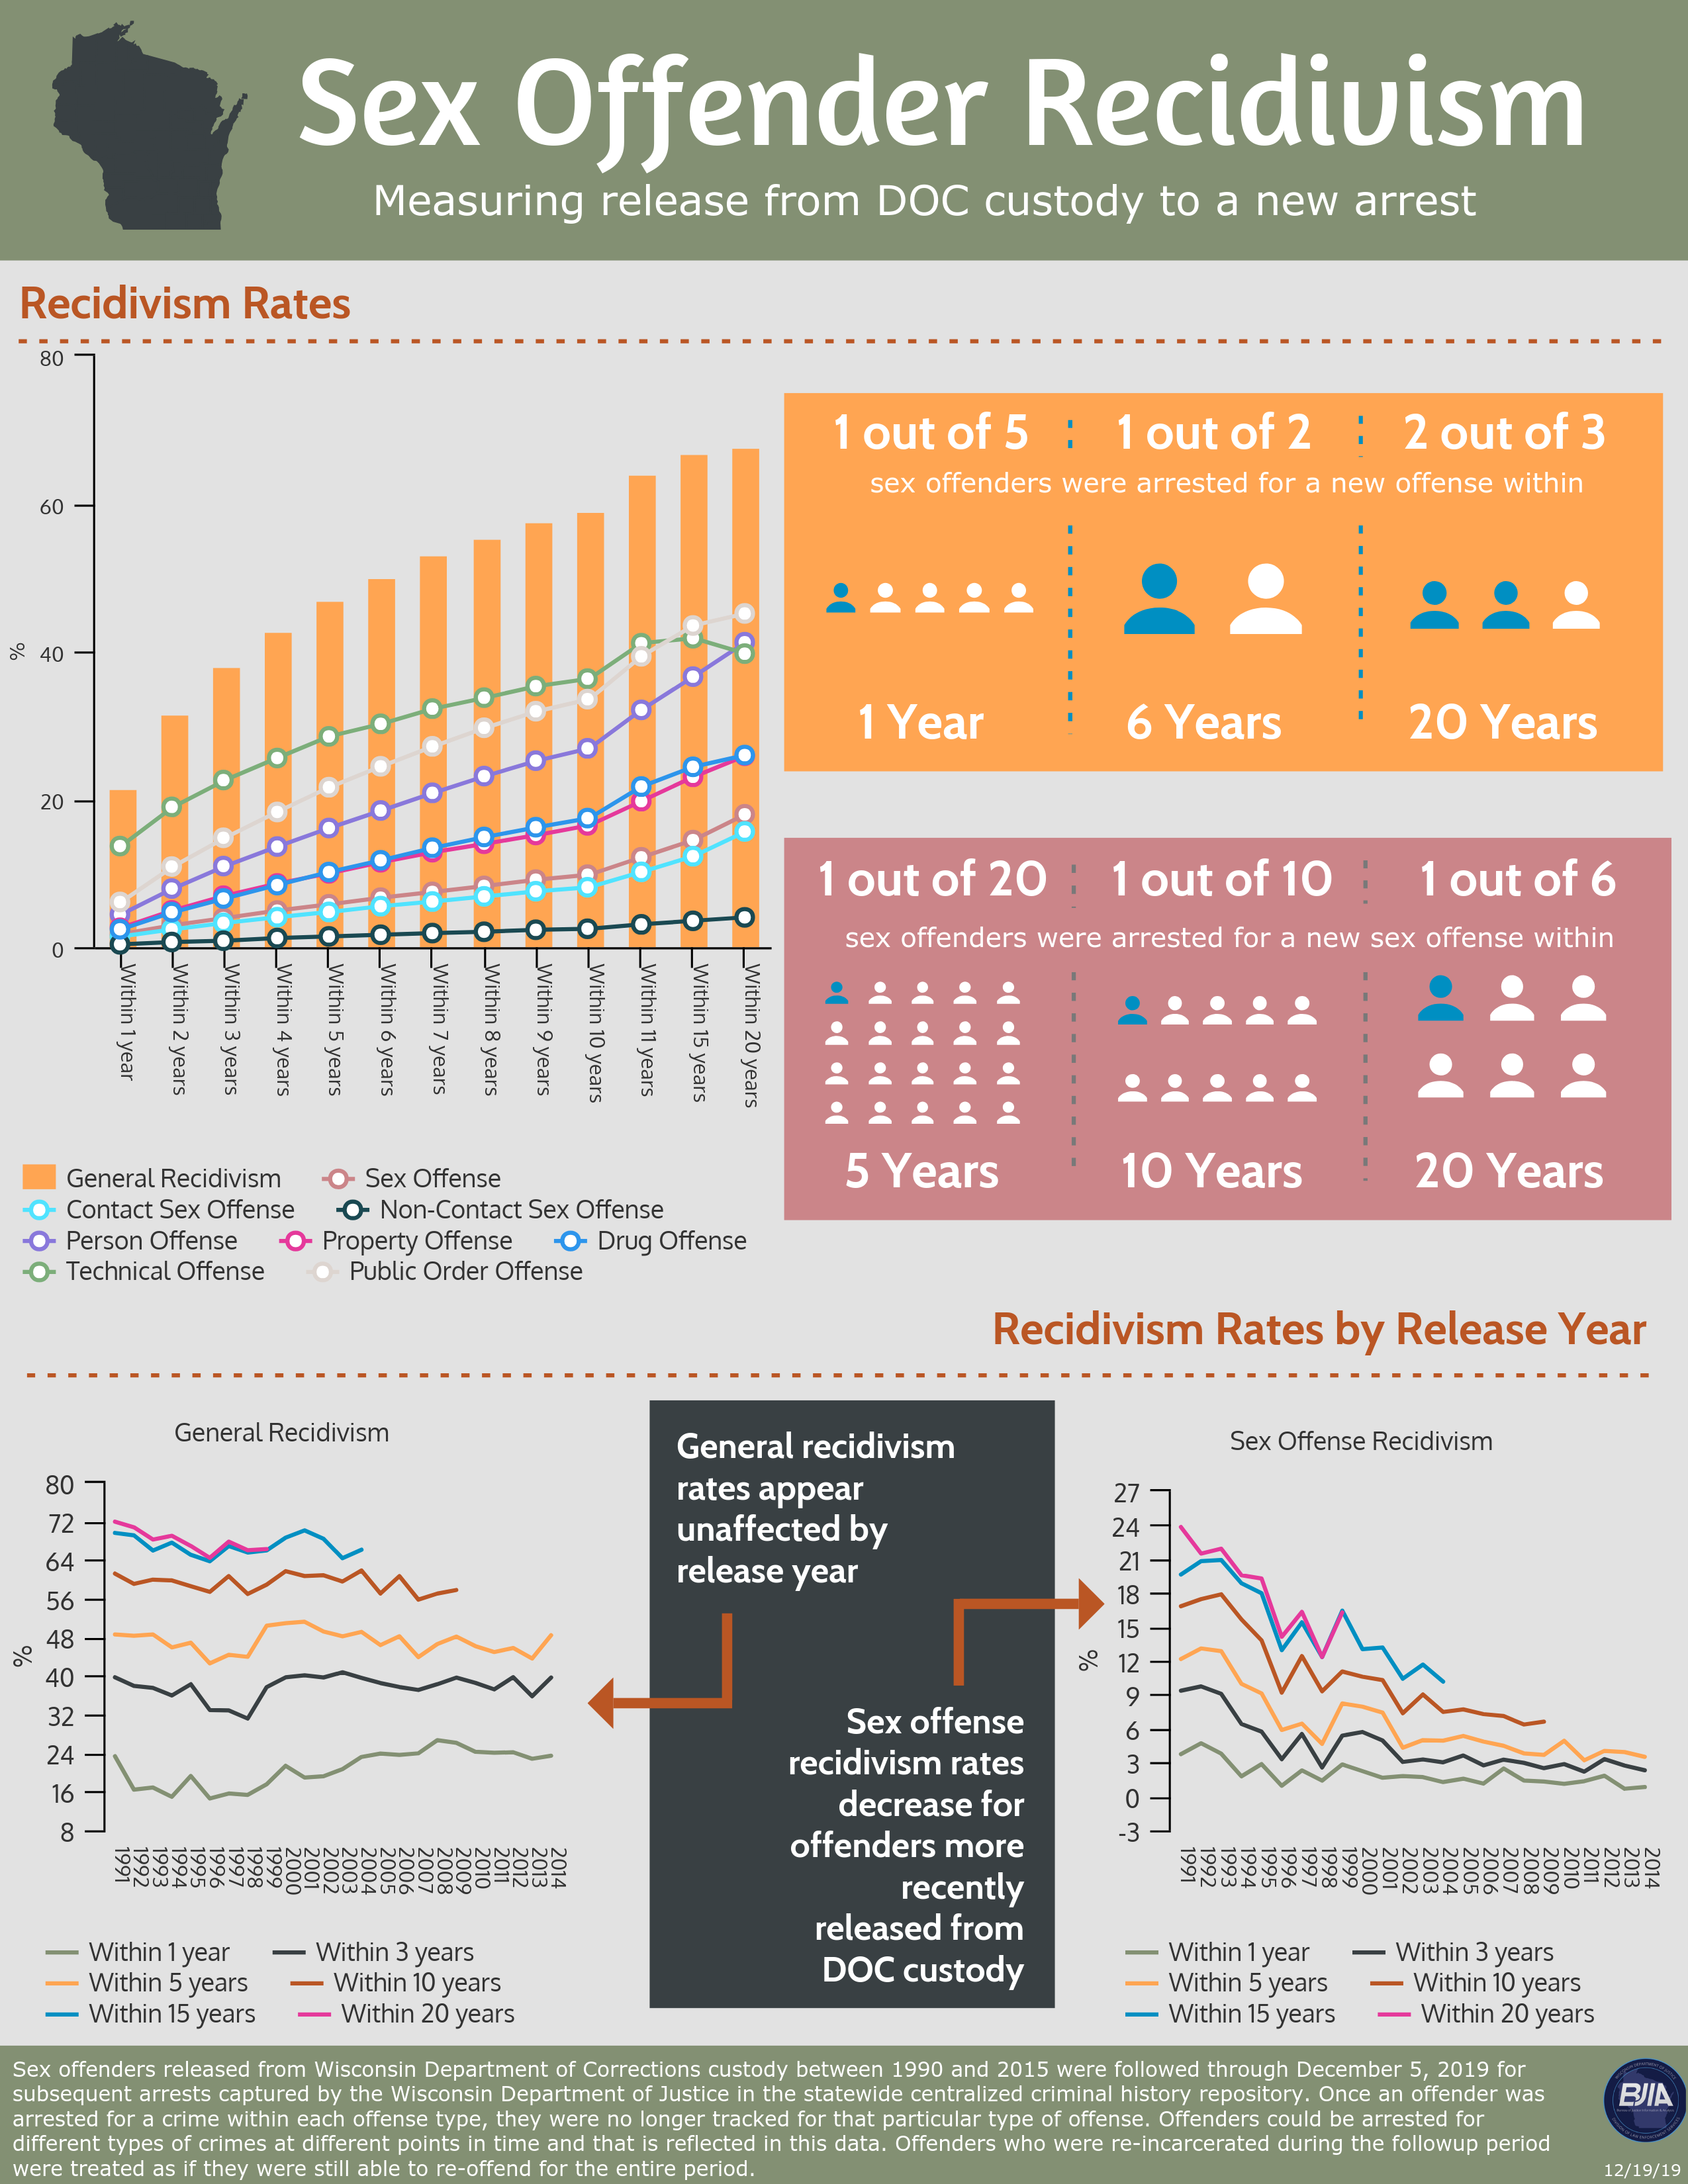 Sex Offender Recidivism
Measuring release from DOC custody to a new arrest
Recidivism Rates
80
60
40
20
0
%
Within 1 year
Within 2 years
Within 3 years
Within 4 years
Within 5 years
Within 6 years
Within 7 years
Within 8 years
Within 9 years
Within 10 years
Within 11 years
Within 15 years
Within 20 years
General Recidivism
Sex Offense
Contact Sex Offense
Non-Contact Sex Offense
Person Offense
Property Offense
Drug Offense
Technical Offense
Public Order Offense
1 out of 5
1 out of 2
2 out of 3
sex offenders were arrested for a new offense within
1 Year
6 Years
20 Years
1 out of 20
1 out of 10
1 out of 6
sex offenders were arrested for a new sex offense within
5 Years
10 Years
20 Years
Recidivism Rates by Release Year
General Recidivism
80
72
64
56
48
40
32
24
16
8
%
1991
1992
1993
1994
1995
1996
1997
1998
1999
2000
2001
2002
2003
2004
2005
2006
2007
2008
2009
2010
2011
2012
2013
2014
Within 1 year
Within 3 years
Within 5 years
Within 10 years
Within 15 years
Within 20 years
General recidivism
rates appear
unaffected by
release year
Sex offense
recidivism rates
decrease for
offenders more
recently
released from
DOC custody
Sex Offense Recidivism
27
24
21
18
15
12
9
6
3
0
-3
%
1991
1992
1993
1994
1995
1996
1997
1998
1999
2000
2001
2002
2003
2004
2005
2006
2007
2008
2009
2010
2011
2012
2013
2014
Within 1 year
Within 3 years
Within 5 years
Within 10 years
Within 15 years
Within 20 years
Sex offenders released from Wisconsin Department of Corrections custody between 1990 and 2015 were followed through December 5, 2019 for
subsequent arrests captured by the Wisconsin Department of Justice in the statewide centralized criminal history repository. Once an offender was
arrested for a crime within each offense type, they were no longer tracked for that particular type of offense. Offenders could be arrested for
different types of crimes at different points in time and that is reflected in this data. Offenders who were re-incarcerated during the followup period
were treated as if they were still able to re-offend for the entire period.
BJIA
12/19/19